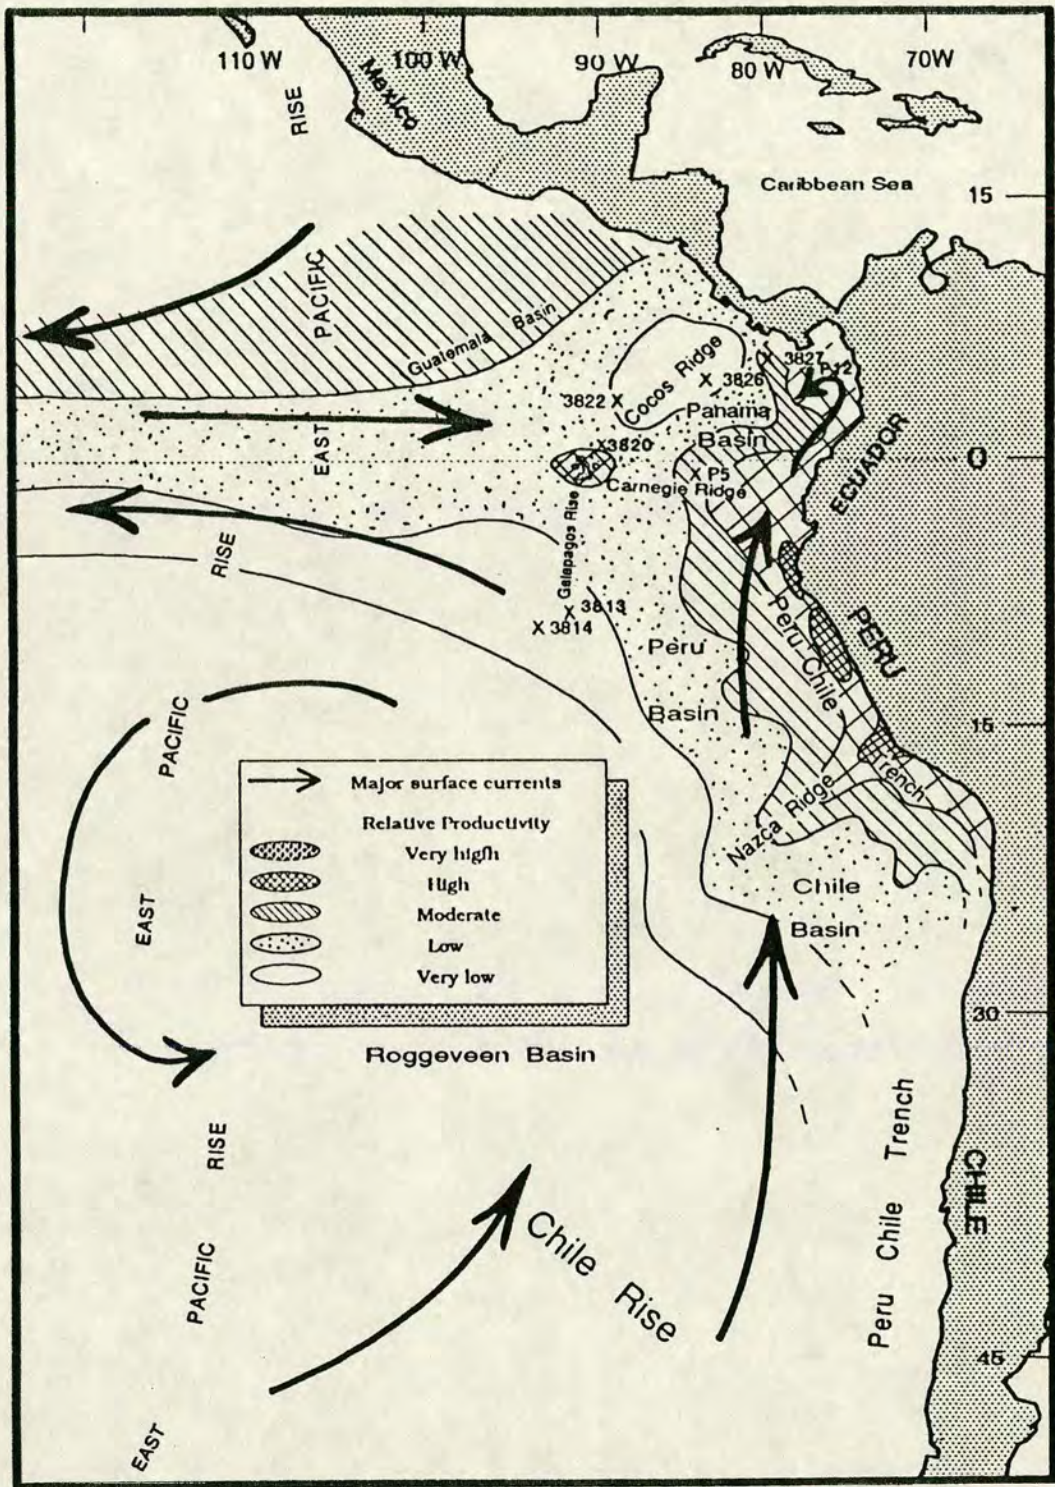 110 W
100 W
90 W
80 W
70W
RISE
Mexico
Caribbean Sea
15
PACIFIC
Guatemala Basin
Cocos Ridge
3827
P12
3826
3822
Panama
Basin
3820
EAST
0
P5
Carnegie Ridge
ECUADOR
Galapagos Rise
RISE
3813
3814
PERU
Peru-Chile
Trench
Peru
Basin
PACIFIC
15
Nazca Ridge
Major surface currents
Relative Productivity
Very higfh
High
Moderate
Low
Very low
Chile
Basin
EAST
30
Roggeveen Basin
RISE
Peru Chile Trench
CHILE
Chile Rise
PACIFIC
45
EAST